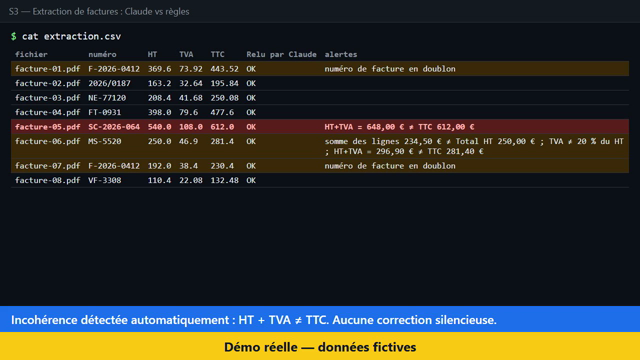 S3 — Extraction de factures : Claude vs règles
$ cat extraction.csv
fichier numéro HT TVA TTC Relu par Claude alertes
facture-01.pdf F-2026-0412 369.6 73.92 443.52 OK numéro de facture en doublon
facture-02.pdf 2026/0187 163.2 32.64 195.84 OK
facture-03.pdf NE-77120 208.4 41.68 250.08 OK
facture-04.pdf FT-0931 398.0 79.6 477.6 OK
facture-05.pdf SC-2026-064 540.0 108.0 612.0 OK HT+TVA = 648,00 € ≠ TTC 612,00 €
facture-06.pdf MS-5520 250.0 46.9 281.4 OK somme des lignes 234,50 € ≠ Total HT 250,00 € ; TVA ≠ 20 % du HT
; HT+TVA = 296,90 € ≠ TTC 281,40 €
facture-07.pdf F-2026-0412 192.0 38.4 230.4 OK numéro de facture en doublon
facture-08.pdf VF-3308 110.4 22.08 132.48 OK
Incohérence détectée automatiquement : HT + TVA ≠ TTC. Aucune correction silencieuse.
Démo réelle — données fictives